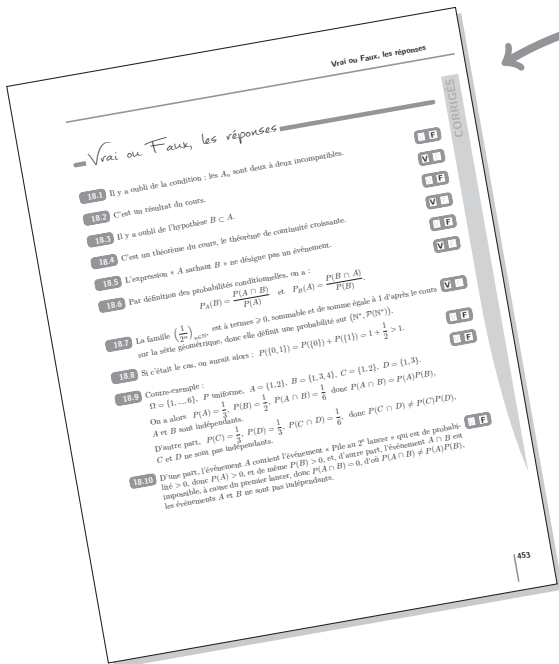 Vrai ou Faux, les réponses
CORRIGÉS
Vrai ou Faux, les réponses
18.1 Il y a oubli de la condition : les Aₙ sont deux à deux incompatibles. F
18.2 C'est un résultat du cours. V
18.3 Il y a oubli de l'hypothèse B ⊂ A. F
18.4 C'est un théorème du cours, le théorème de continuité croissante. V
18.5 L'expression « A sachant B » ne désigne pas un événement. F
18.6 Par définition des probabilités conditionnelles, on a : V
P_A(B) = P(A ∩ B)/P(A) et P_B(A) = P(B ∩ A)/P(B).
18.7 La famille (1/2ⁿ)ₙ∈ℕ* est à termes ⩾ 0, sommable et de somme égale à 1 d'après le cours V
sur la série géométrique, donc elle définit une probabilité sur (ℕ*, P(ℕ*)).
18.8 Si c'était le cas, on aurait alors : P({0,1}) = P({0}) + P({1}) = 1 + 1/2 > 1. F
18.9 Contre-exemple : F
Ω = {1, ..., 6}, P uniforme, A = {1,2}, B = {1,3,4}, C = {1,2}, D = {1,3}.
On a alors P(A) = 1/3, P(B) = 1/2, P(A ∩ B) = 1/6 donc P(A ∩ B) = P(A)P(B),
A et B sont indépendants.
D'autre part, P(C) = 1/3, P(D) = 1/3, P(C ∩ D) = 1/6, donc P(C ∩ D) ≠ P(C)P(D),
C et D ne sont pas indépendants.
18.10 D'une part, l'événement A contient l'événement « Pile au 2ᵉ lancer » qui est de probabi- F
lité > 0, donc P(A) > 0, et de même P(B) > 0, et, d'autre part, l'événement A ∩ B est
impossible, à cause du premier lancer, donc P(A ∩ B) = 0, d'où P(A ∩ B) ≠ P(A)P(B),
les événements A et B ne sont pas indépendants.
453